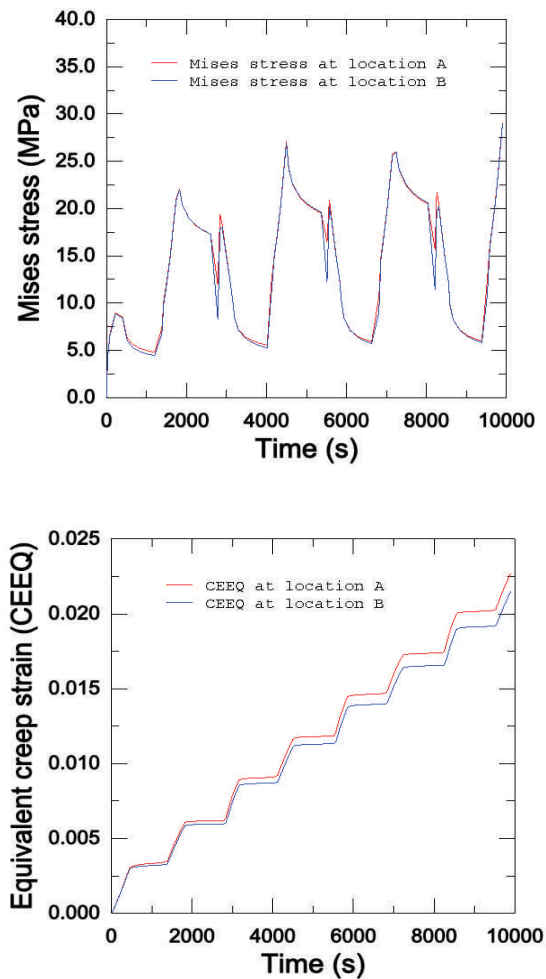 Mises stress (MPa)
40.0
35.0
30.0
25.0
20.0
15.0
10.0
5.0
0.0
Mises stress at location A
Mises stress at location B
0 2000 4000 6000 8000 10000
Time (s)
Equivalent creep strain (CEEQ)
0.025
0.020
0.015
0.010
0.005
0.000
CEEQ at location A
CEEQ at location B
0 2000 4000 6000 8000 10000
Time (s)